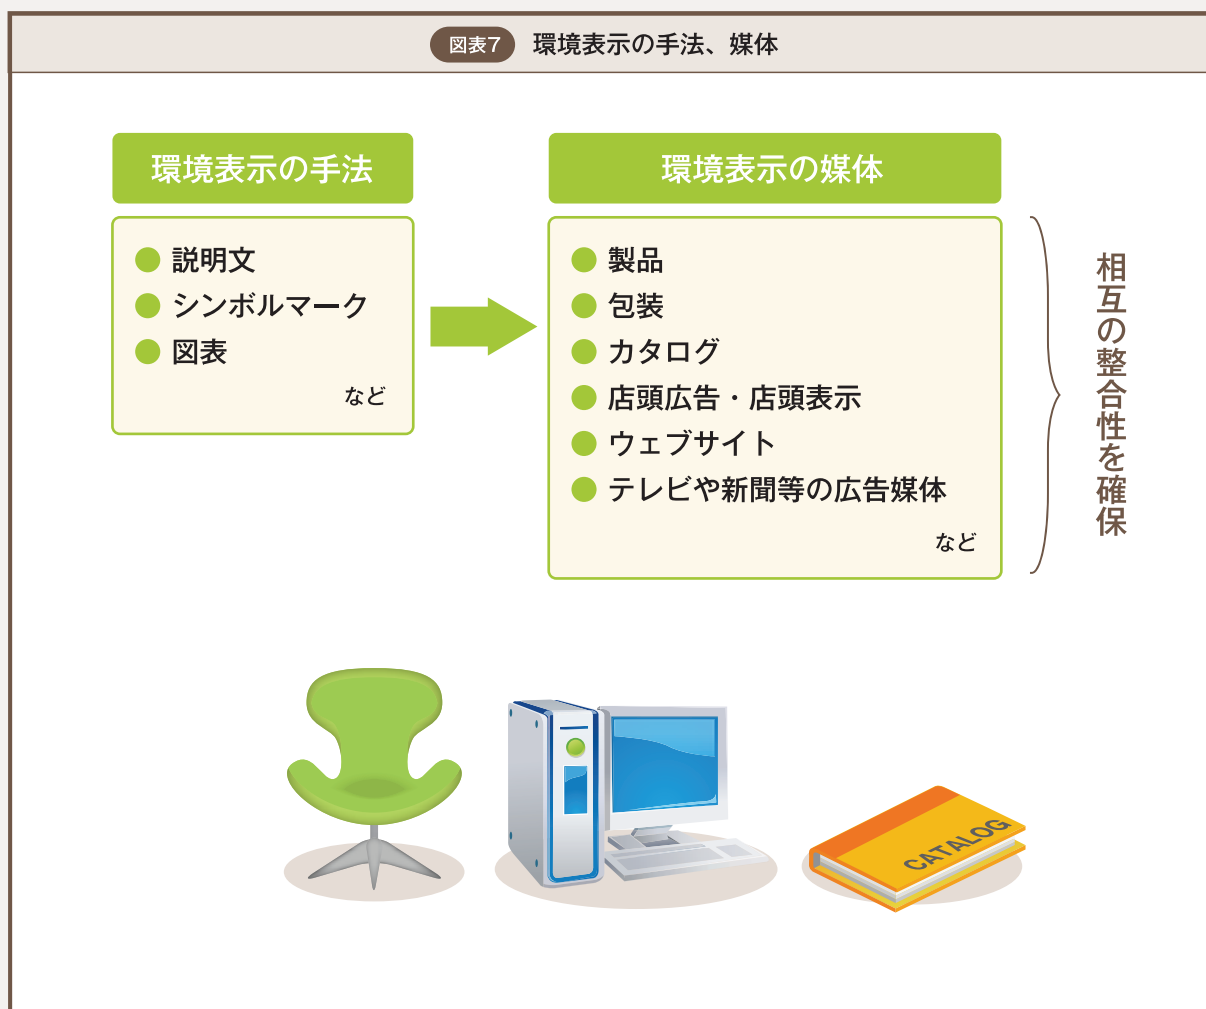 図表7 環境表示の手法、媒体
環境表示の手法
説明文
シンボルマーク
図表
など
環境表示の媒体
製品
包装
カタログ
店頭広告・店頭表示
ウェブサイト
テレビや新聞等の広告媒体
など
相互の整合性を確保
CATALOG